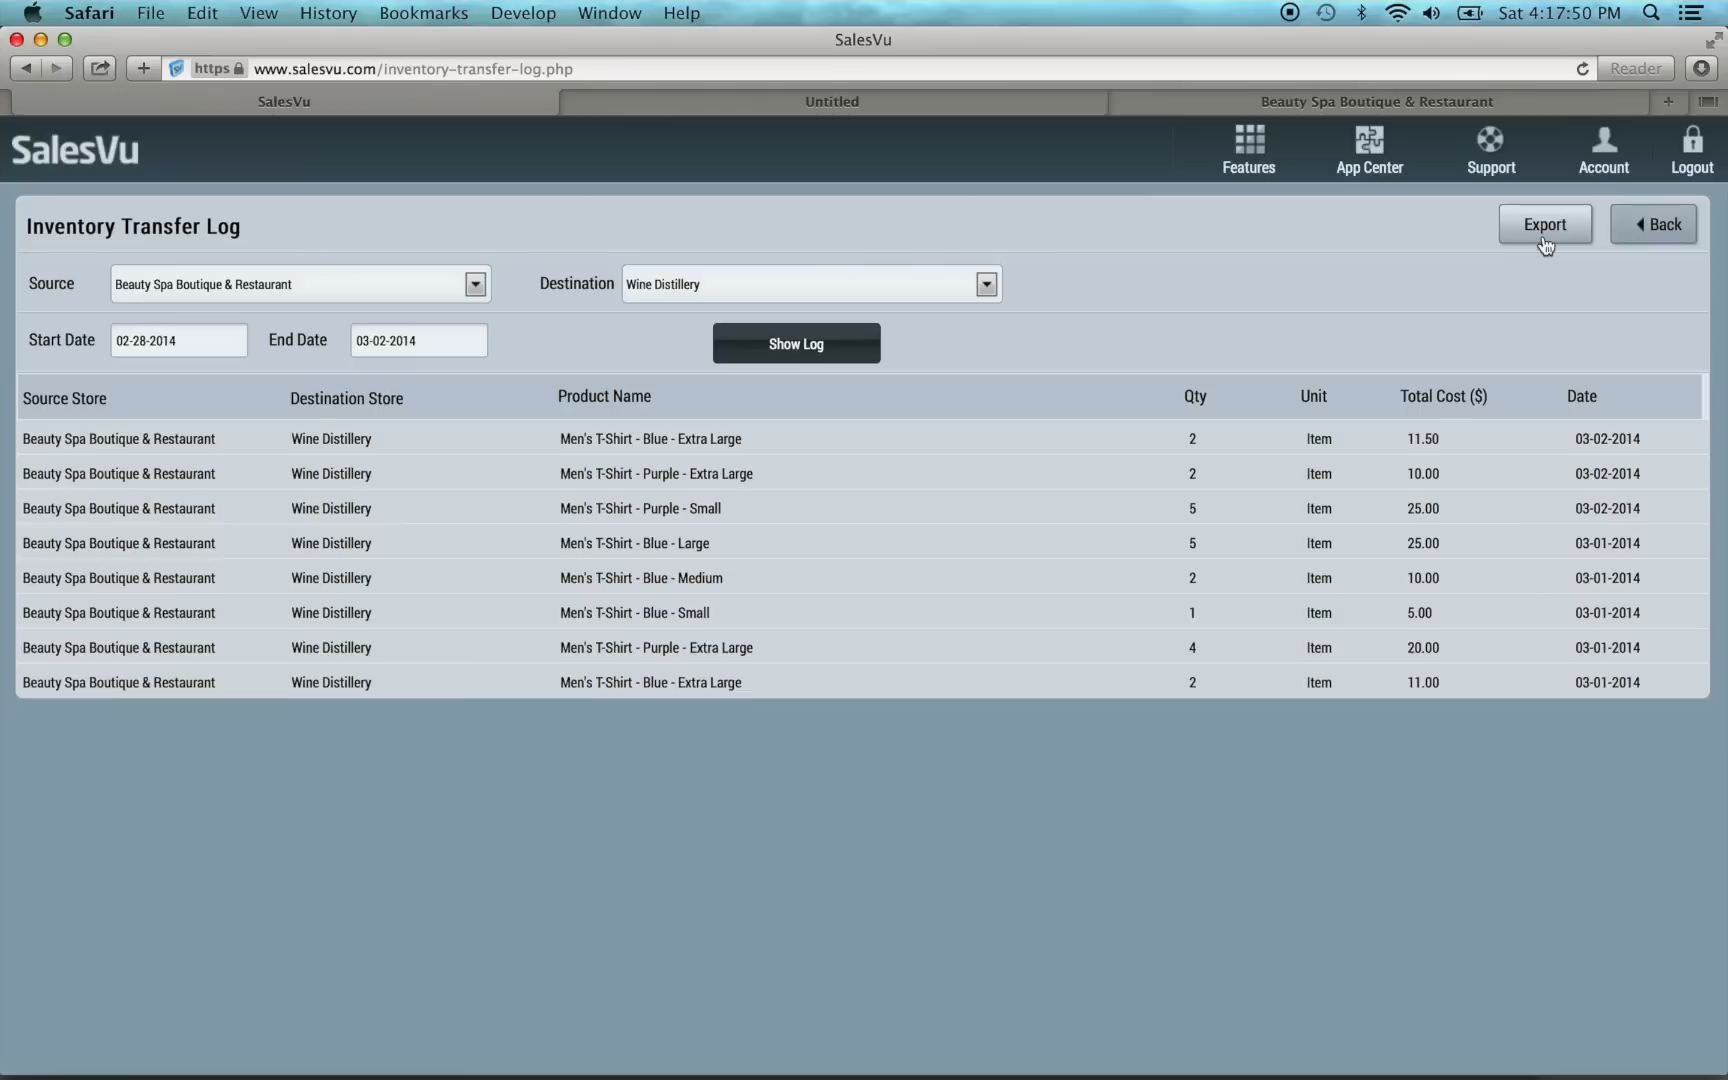 Safari File Edit View History Bookmarks Develop Window Help Sat 4:17:50 PM
SalesVu
https www.salesvu.com/inventory-transfer-log.php Reader
SalesVu Untitled Beauty Spa Boutique & Restaurant
SalesVu Features App Center Support Account Logout
Inventory Transfer Log Export Back
Source Beauty Spa Boutique & Restaurant Destination Wine Distillery
Start Date 02-28-2014 End Date 03-02-2014 Show Log
Source Store Destination Store Product Name Qty Unit Total Cost ($) Date
Beauty Spa Boutique & Restaurant Wine Distillery Men's T-Shirt - Blue - Extra Large 2 Item 11.50 03-02-2014
Beauty Spa Boutique & Restaurant Wine Distillery Men's T-Shirt - Purple - Extra Large 2 Item 10.00 03-02-2014
Beauty Spa Boutique & Restaurant Wine Distillery Men's T-Shirt - Purple - Small 5 Item 25.00 03-02-2014
Beauty Spa Boutique & Restaurant Wine Distillery Men's T-Shirt - Blue - Large 5 Item 25.00 03-01-2014
Beauty Spa Boutique & Restaurant Wine Distillery Men's T-Shirt - Blue - Medium 2 Item 10.00 03-01-2014
Beauty Spa Boutique & Restaurant Wine Distillery Men's T-Shirt - Blue - Small 1 Item 5.00 03-01-2014
Beauty Spa Boutique & Restaurant Wine Distillery Men's T-Shirt - Purple - Extra Large 4 Item 20.00 03-01-2014
Beauty Spa Boutique & Restaurant Wine Distillery Men's T-Shirt - Blue - Extra Large 2 Item 11.00 03-01-2014